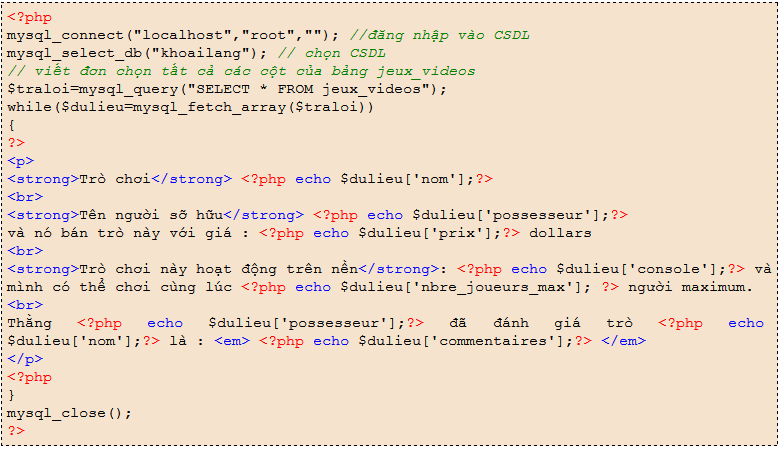 <?php
mysql_connect("localhost","root",""); //đăng nhập vào CSDL
mysql_select_db("khoailang"); // chọn CSDL
// viết đơn chọn tất cả các cột của bảng jeux_videos
$traloi=mysql_query("SELECT * FROM jeux_videos");
while($dulieu=mysql_fetch_array($traloi))
{
?>
<p>
<strong>Trò chơi</strong> <?php echo $dulieu['nom'];?>
<br>
<strong>Tên người sỡ hữu</strong> <?php echo $dulieu['possesseur';?>
và nó bán trò này với giá : <?php echo $dulieu['prix';?> dollars
<br>
<strong>Trò chơi này hoạt động trên nền</strong>: <?php echo $dulieu['console'];?> và
mình có thể chơi cùng lúc <?php echo $dulieu['nbre_joueurs_max']; ?> người maximum.
<br>
Thằng <?php echo $dulieu['possesseur'];?> đã đánh giá trò <?php echo
$dulieu['nom'];?> là : <em> <?php echo $dulieu['commentaires'];?> </em>
</p>
<?php
}
mysql_close();
?>